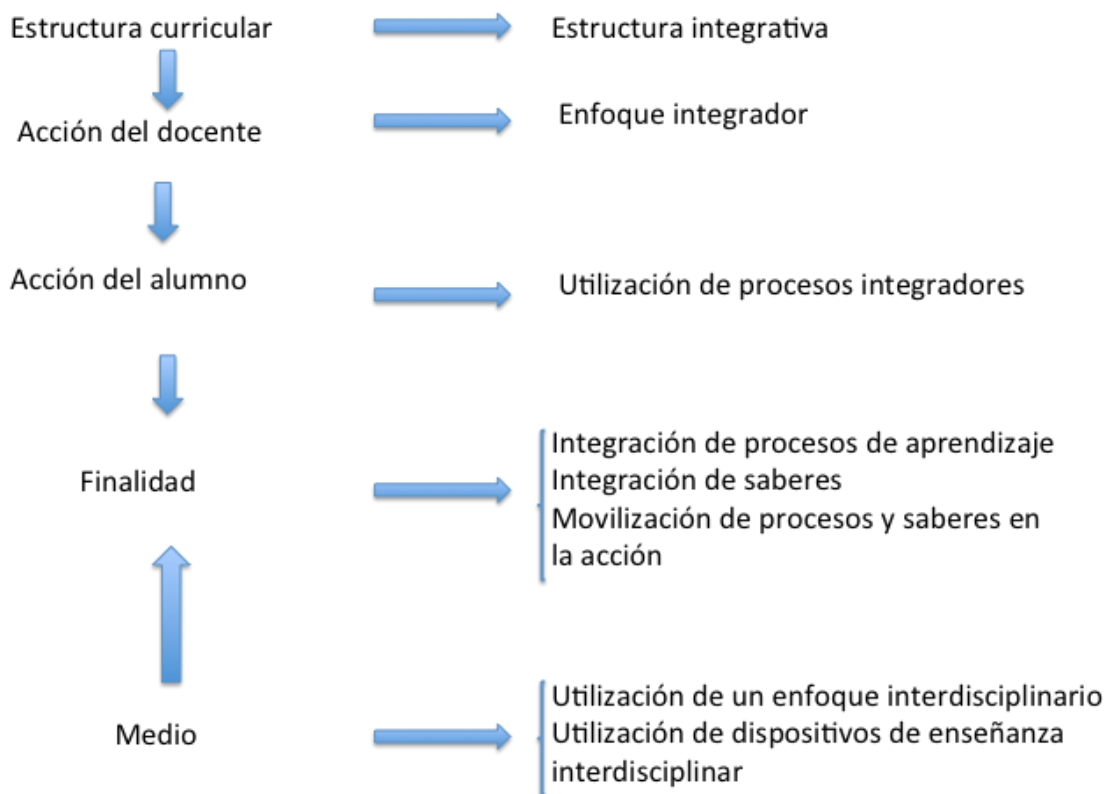 Estructura curricular
Estructura integrativa
Acción del docente
Enfoque integrador
Acción del alumno
Utilización de procesos integradores
Finalidad
Integración de procesos de aprendizaje
Integración de saberes
Movilización de procesos y saberes en
la acción
Medio
Utilización de un enfoque interdisciplinario
Utilización de dispositivos de enseñanza
interdisciplinar